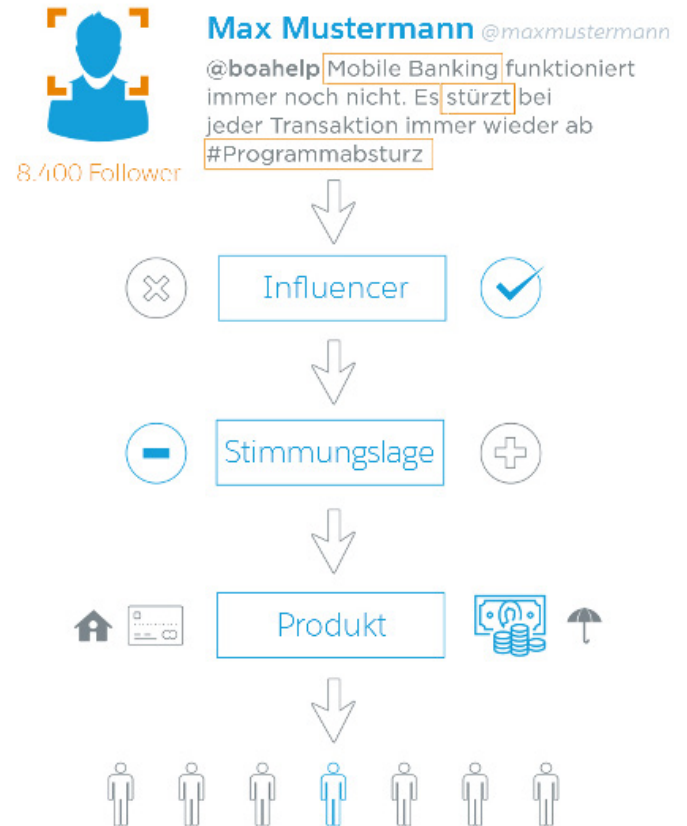 Max Mustermann @maxmustermann
@boahelp Mobile Banking funktioniert
immer noch nicht. Es stürzt bei
jeder Transaktion immer wieder ab
#Programmabsturz
8.400 Follower
Influencer
Stimmungslage
Produkt